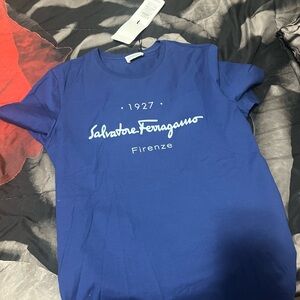 · 1927 ·
Salvatore Ferragamo
Firenze